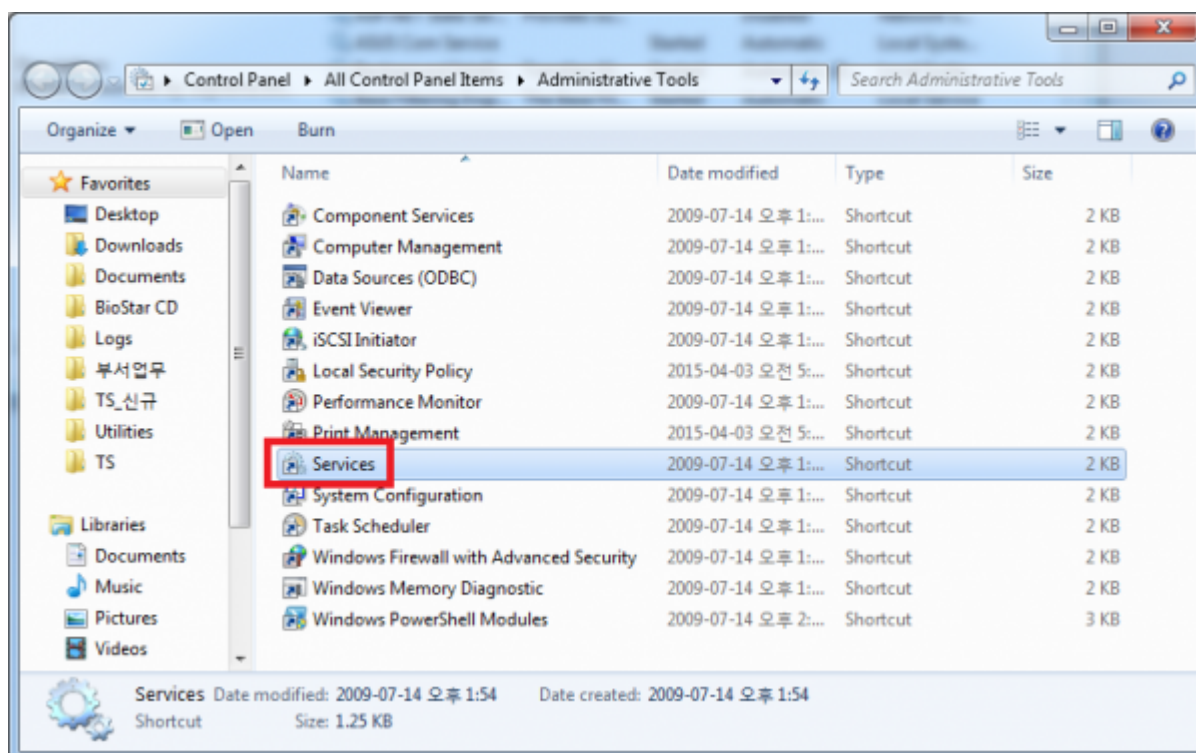 Control Panel ▸ All Control Panel Items ▸ Administrative Tools Search Administrative Tools
Organize Open Burn
Favorites
Desktop
Downloads
Documents
BioStar CD
Logs
부서업무
TS_신규
Utilities
TS
Libraries
Documents
Music
Pictures
Videos
Name Date modified Type Size
Component Services 2009-07-14 오후 1:... Shortcut 2 KB
Computer Management 2009-07-14 오후 1:... Shortcut 2 KB
Data Sources (ODBC) 2009-07-14 오후 1:... Shortcut 2 KB
Event Viewer 2009-07-14 오후 1:... Shortcut 2 KB
iSCSI Initiator 2009-07-14 오후 1:... Shortcut 2 KB
Local Security Policy 2015-04-03 오전 5:... Shortcut 2 KB
Performance Monitor 2009-07-14 오후 1:... Shortcut 2 KB
Print Management 2015-04-03 오전 5:... Shortcut 2 KB
Services 2009-07-14 오후 1:... Shortcut 2 KB
System Configuration 2009-07-14 오후 1:... Shortcut 2 KB
Task Scheduler 2009-07-14 오후 1:... Shortcut 2 KB
Windows Firewall with Advanced Security 2009-07-14 오후 1:... Shortcut 2 KB
Windows Memory Diagnostic 2009-07-14 오후 1:... Shortcut 2 KB
Windows PowerShell Modules 2009-07-14 오후 2:... Shortcut 3 KB
Services Date modified: 2009-07-14 오후 1:54 Date created: 2009-07-14 오후 1:54
Shortcut Size: 1.25 KB